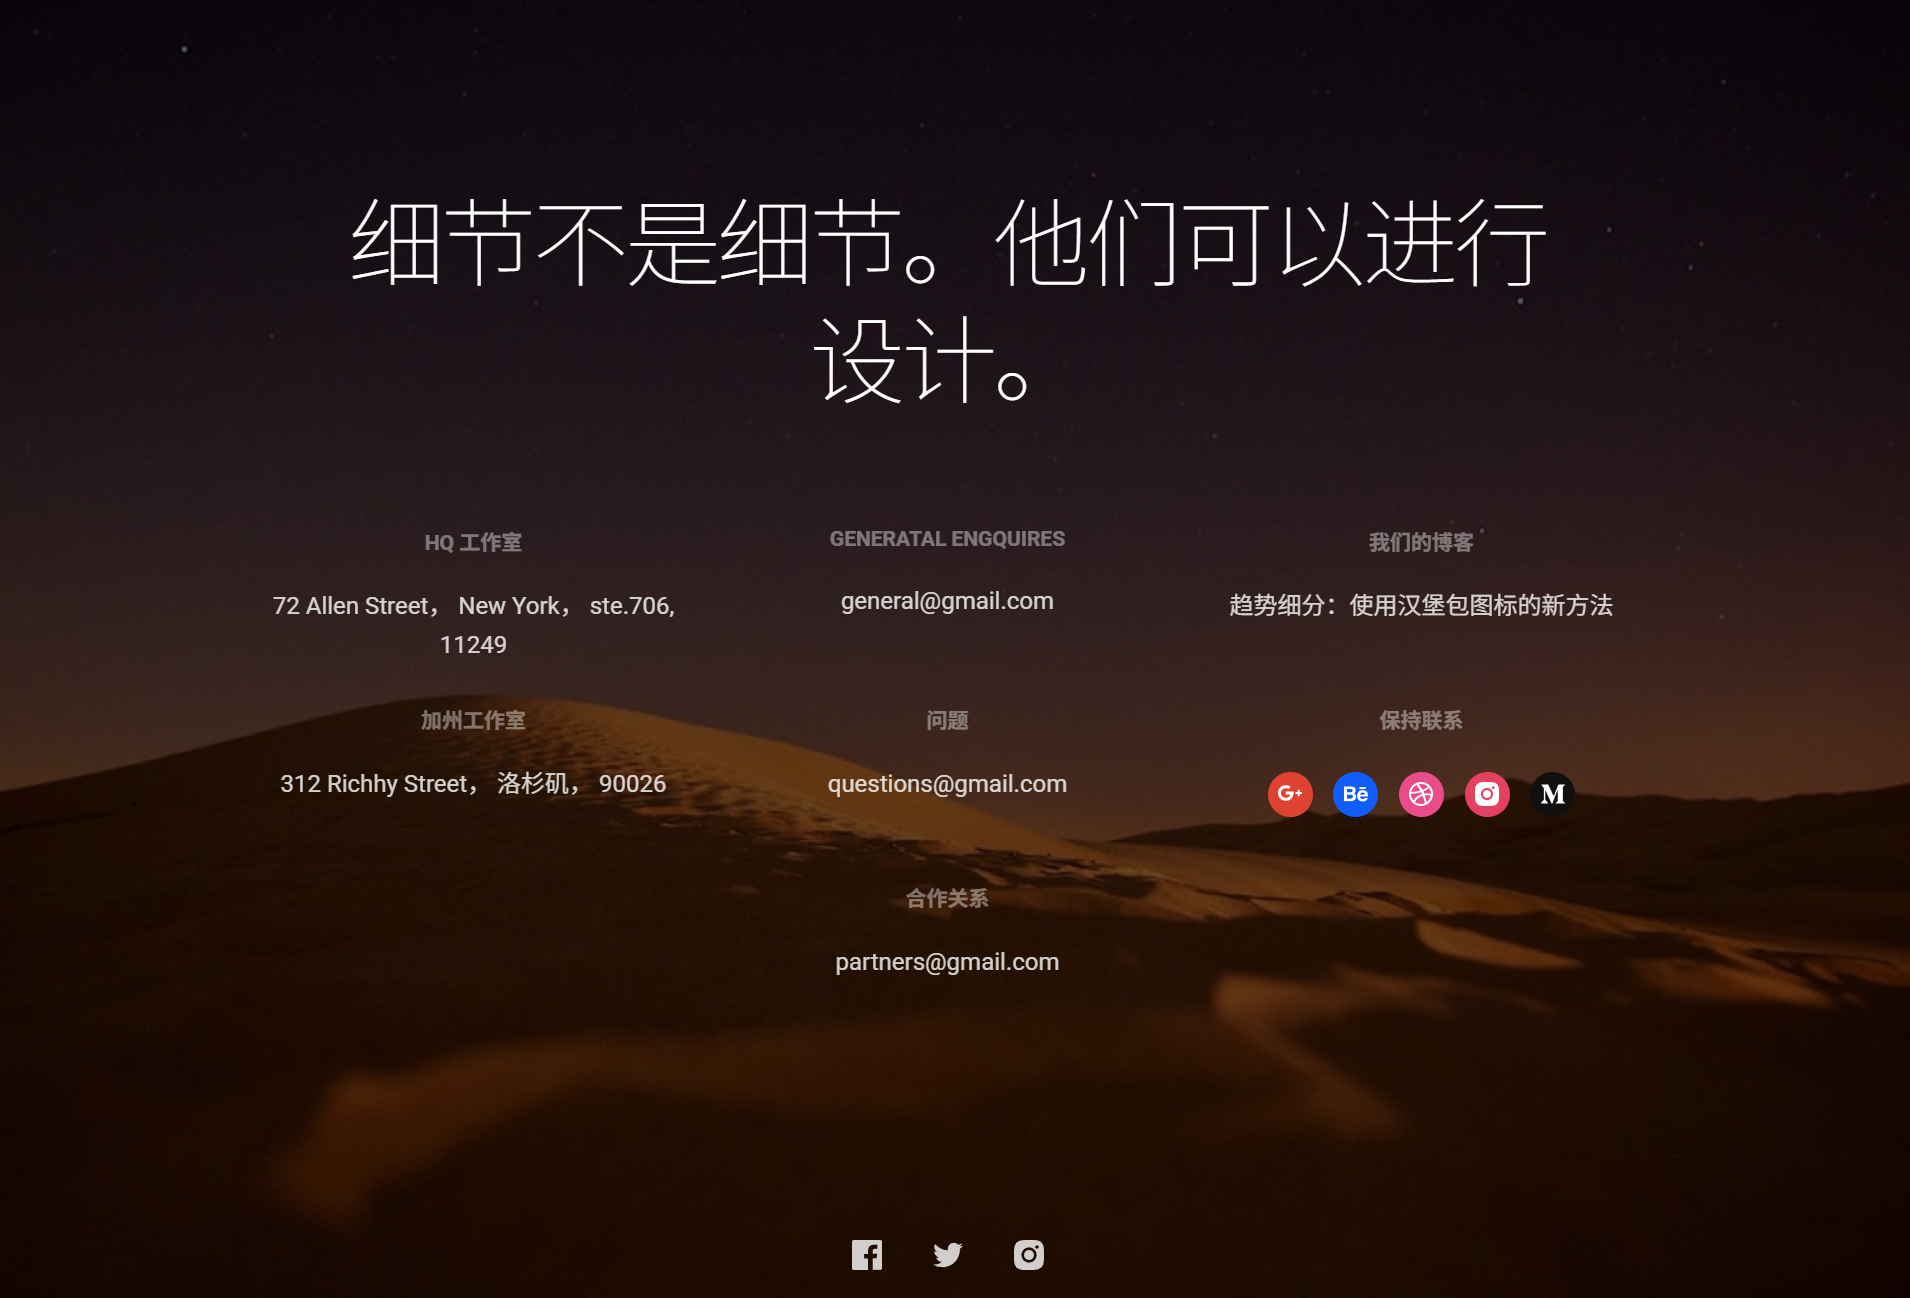 细节不是细节。他们可以进行
设计。
HQ 工作室
72 Allen Street， New York， ste.706,
11249
GENERATAL ENGQUIRES
general@gmail.com
我们的博客
趋势细分：使用汉堡包图标的新方法
加州工作室
312 Richhy Street， 洛杉矶， 90026
问题
questions@gmail.com
保持联系
G+ Bē M
合作关系
partners@gmail.com